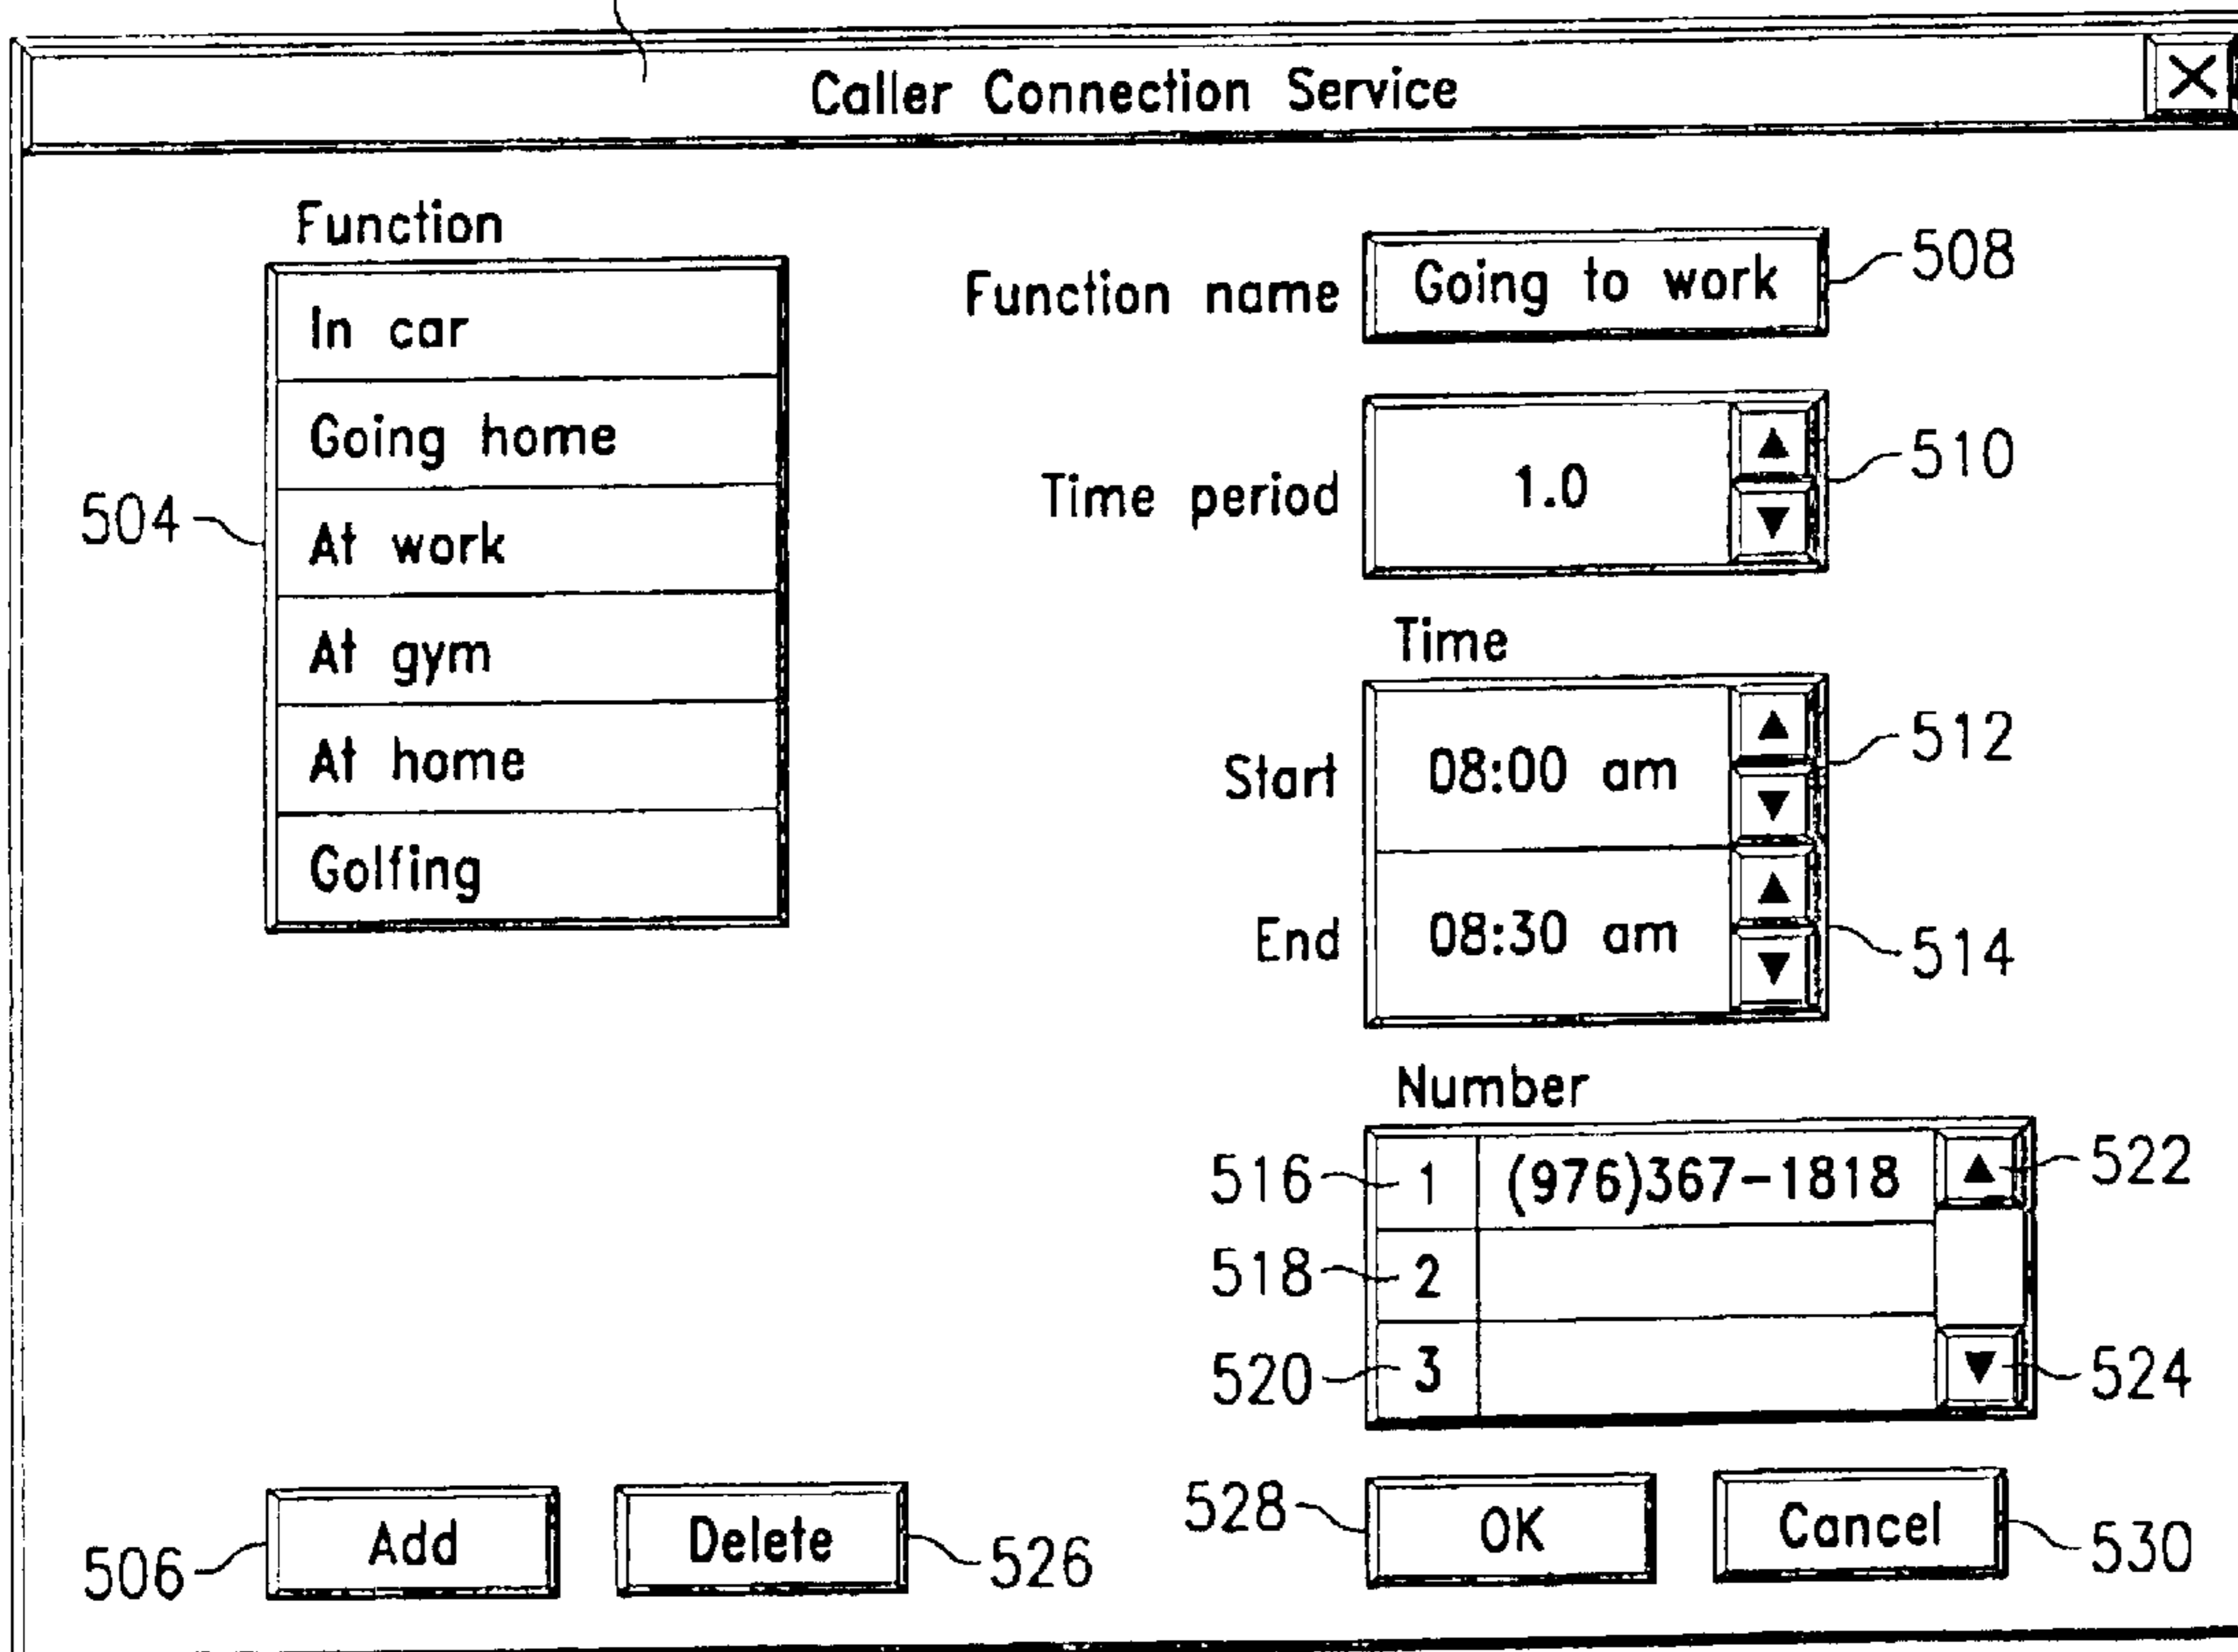 Caller Connection Service X
Function
In car
Going home
504
At work
At gym
At home
Golfing
Function name Going to work 508
Time period 1.0 510
Time
Start 08:00 am 512
End 08:30 am 514
Number
516 1 (976)367-1818 522
518 2
520 3 524
506 Add Delete 526
528 OK Cancel 530